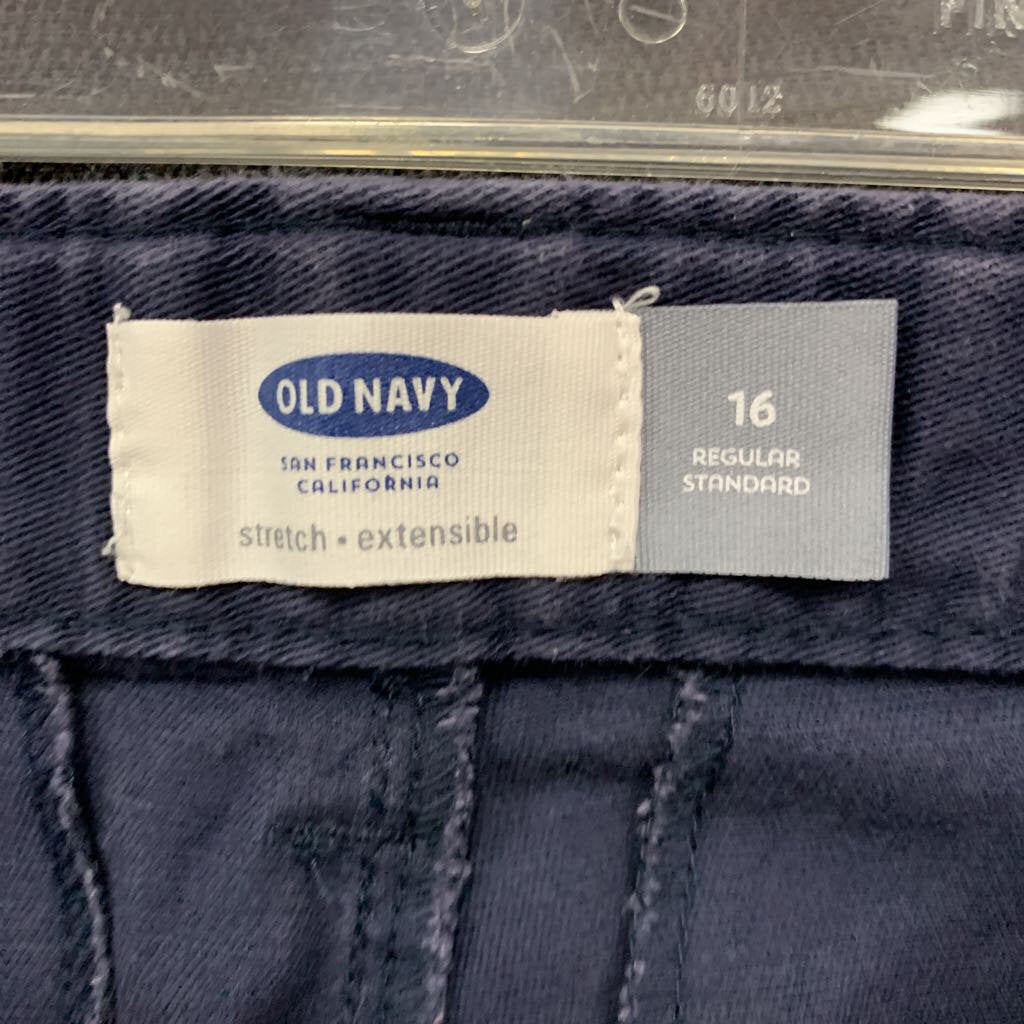 6012
OLD NAVY
SAN FRANCISCO
CALIFORNIA
stretch • extensible
16
REGULAR
STANDARD